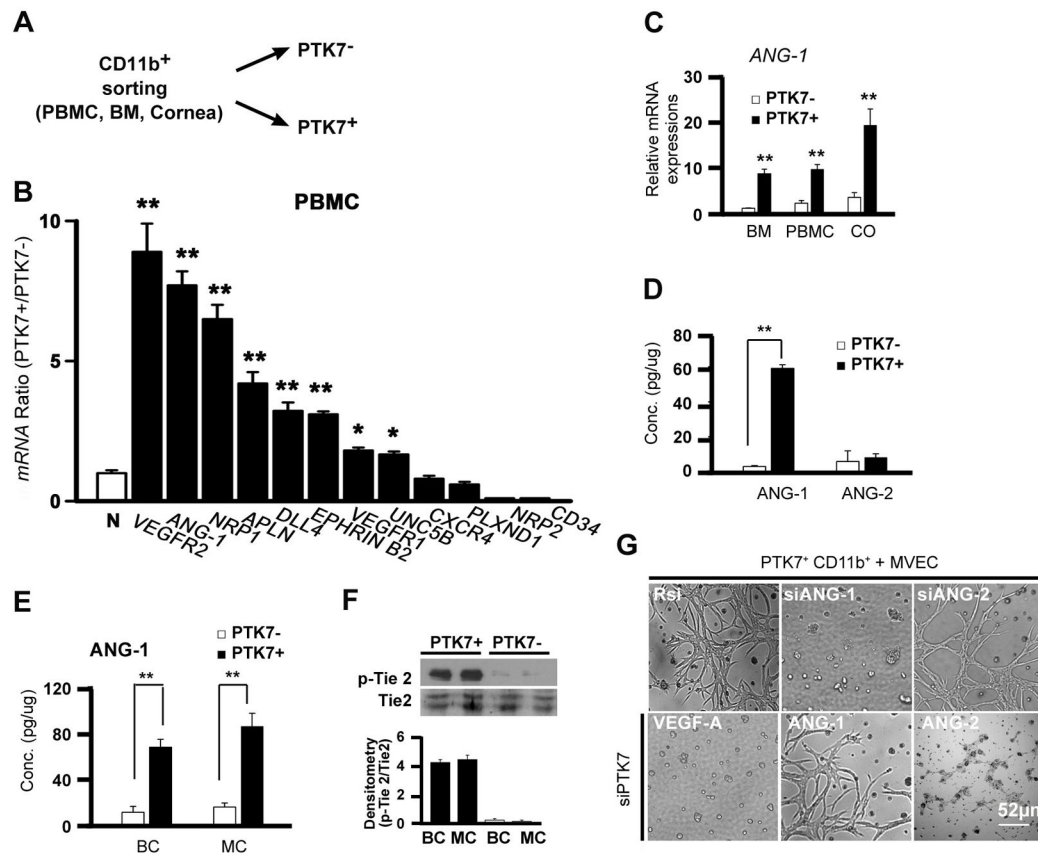 A
CD11b+
sorting
(PBMC, BM, Cornea)
PTK7-
PTK7+
B
PBMC
mRNA Ratio (PTK7+/PTK7-)
10
5
0
** ** ** ** ** ** * *
N VEGFR2 ANG-1 NRP1 APLN DLL4 EPHRIN B2 VEGFR1 UNC5B CXCR4 PLXND1 NRP2 CD34
C
ANG-1
Relative mRNA
expressions
30
20
10
0
PTK7-
PTK7+
** ** **
BM PBMC CO
D
Conc. (pg/ug)
80
60
40
20
0
**
PTK7-
PTK7+
ANG-1 ANG-2
E
ANG-1
PTK7-
PTK7+
Conc. (pg/ug)
120
80
40
0
** **
BC MC
F
PTK7+ PTK7-
p-Tie 2
Tie2
Densitometry
(p-Tie 2/Tie2)
6
4
2
0
BC MC BC MC
G
PTK7+ CD11b+ + MVEC
Rsi siANG-1 siANG-2
siPTK7
VEGF-A ANG-1 ANG-2
52µm